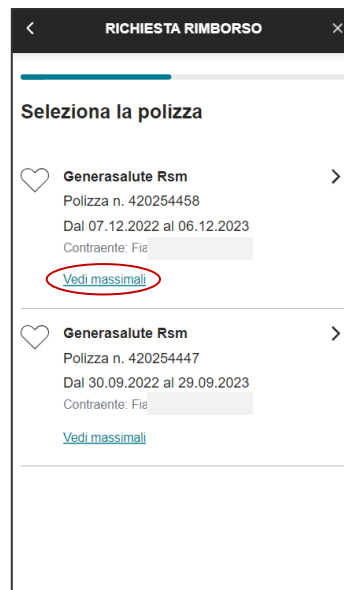 RICHIESTA RIMBORSO
Seleziona la polizza
Generasalute Rsm
Polizza n. 420254458
Dal 07.12.2022 al 06.12.2023
Contraente: Fia
Vedi massimali
Generasalute Rsm
Polizza n. 420254447
Dal 30.09.2022 al 29.09.2023
Contraente: Fia
Vedi massimali